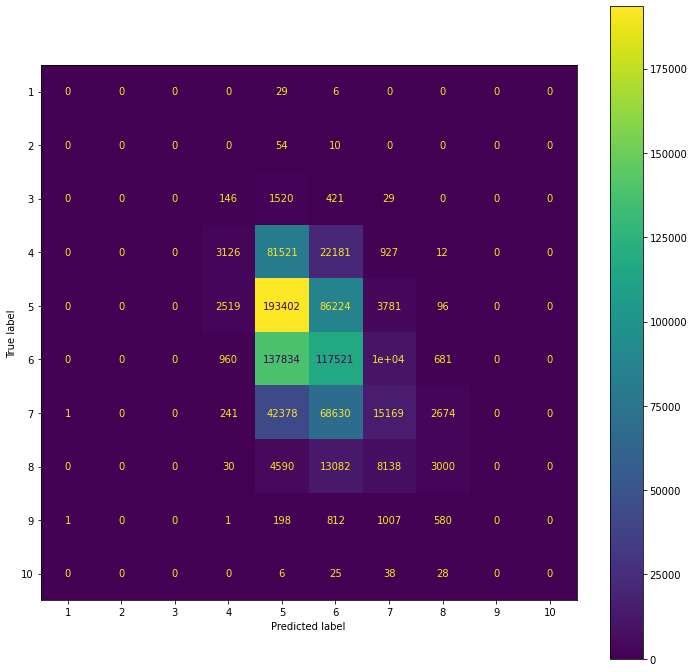 175000
1 0 0 0 0 29 6 0 0 0 0
150000
2 0 0 0 0 54 10 0 0 0 0
3 0 0 0 146 1520 421 29 0 0 0
125000
4 0 0 0 3126 81521 22181 927 12 0 0
5 0 0 0 2519 193402 86224 3781 96 0 0
100000
True label
6 0 0 0 960 137834 117521 1e+04 681 0 0
75000
7 1 0 0 241 42378 68630 15169 2674 0 0
8 0 0 0 30 4590 13082 8138 3000 0 0
50000
9 1 0 0 1 198 812 1007 580 0 0
25000
10 0 0 0 0 6 25 38 28 0 0
1 2 3 4 5 6 7 8 9 10
Predicted label
0